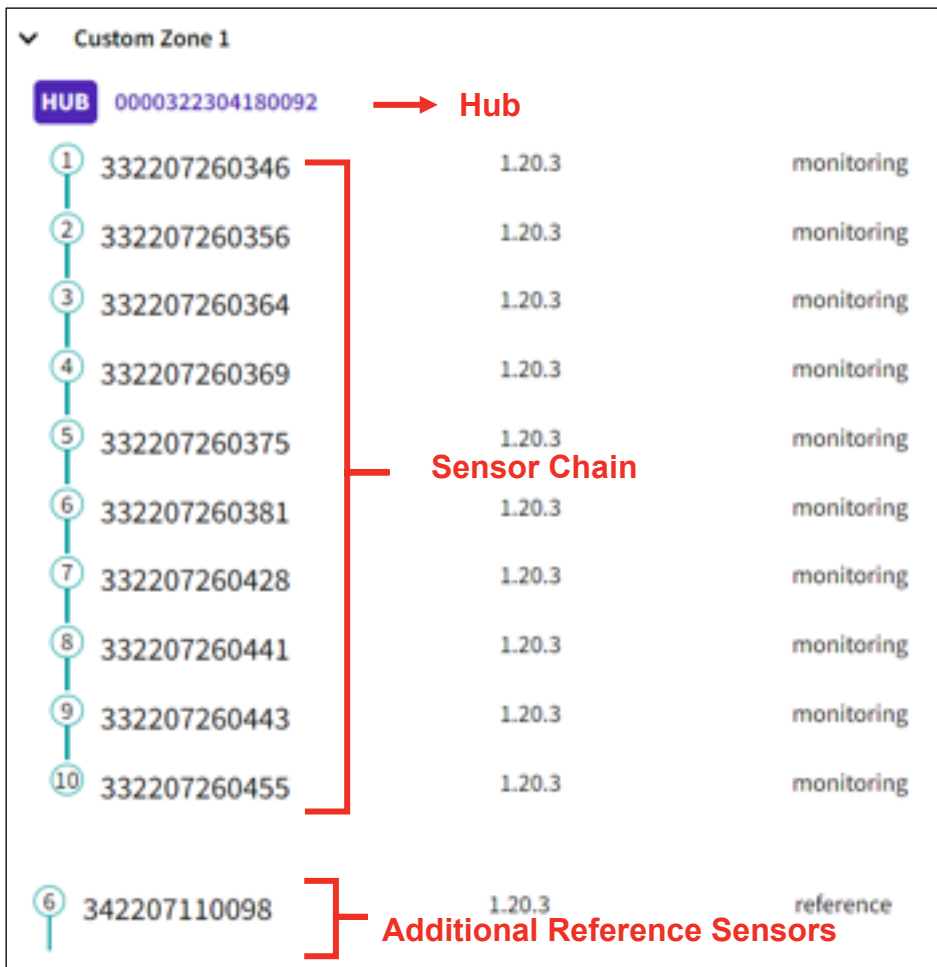 Custom Zone 1
HUB 0000322304180092 Hub
1 332207260346 1.20.3 monitoring
2 332207260356 1.20.3 monitoring
3 332207260364 1.20.3 monitoring
4 332207260369 1.20.3 monitoring
5 332207260375 1.20.3 monitoring
Sensor Chain
6 332207260381 1.20.3 monitoring
7 332207260428 1.20.3 monitoring
8 332207260441 1.20.3 monitoring
9 332207260443 1.20.3 monitoring
10 332207260455 1.20.3 monitoring
6 342207110098 1.20.3 reference
Additional Reference Sensors